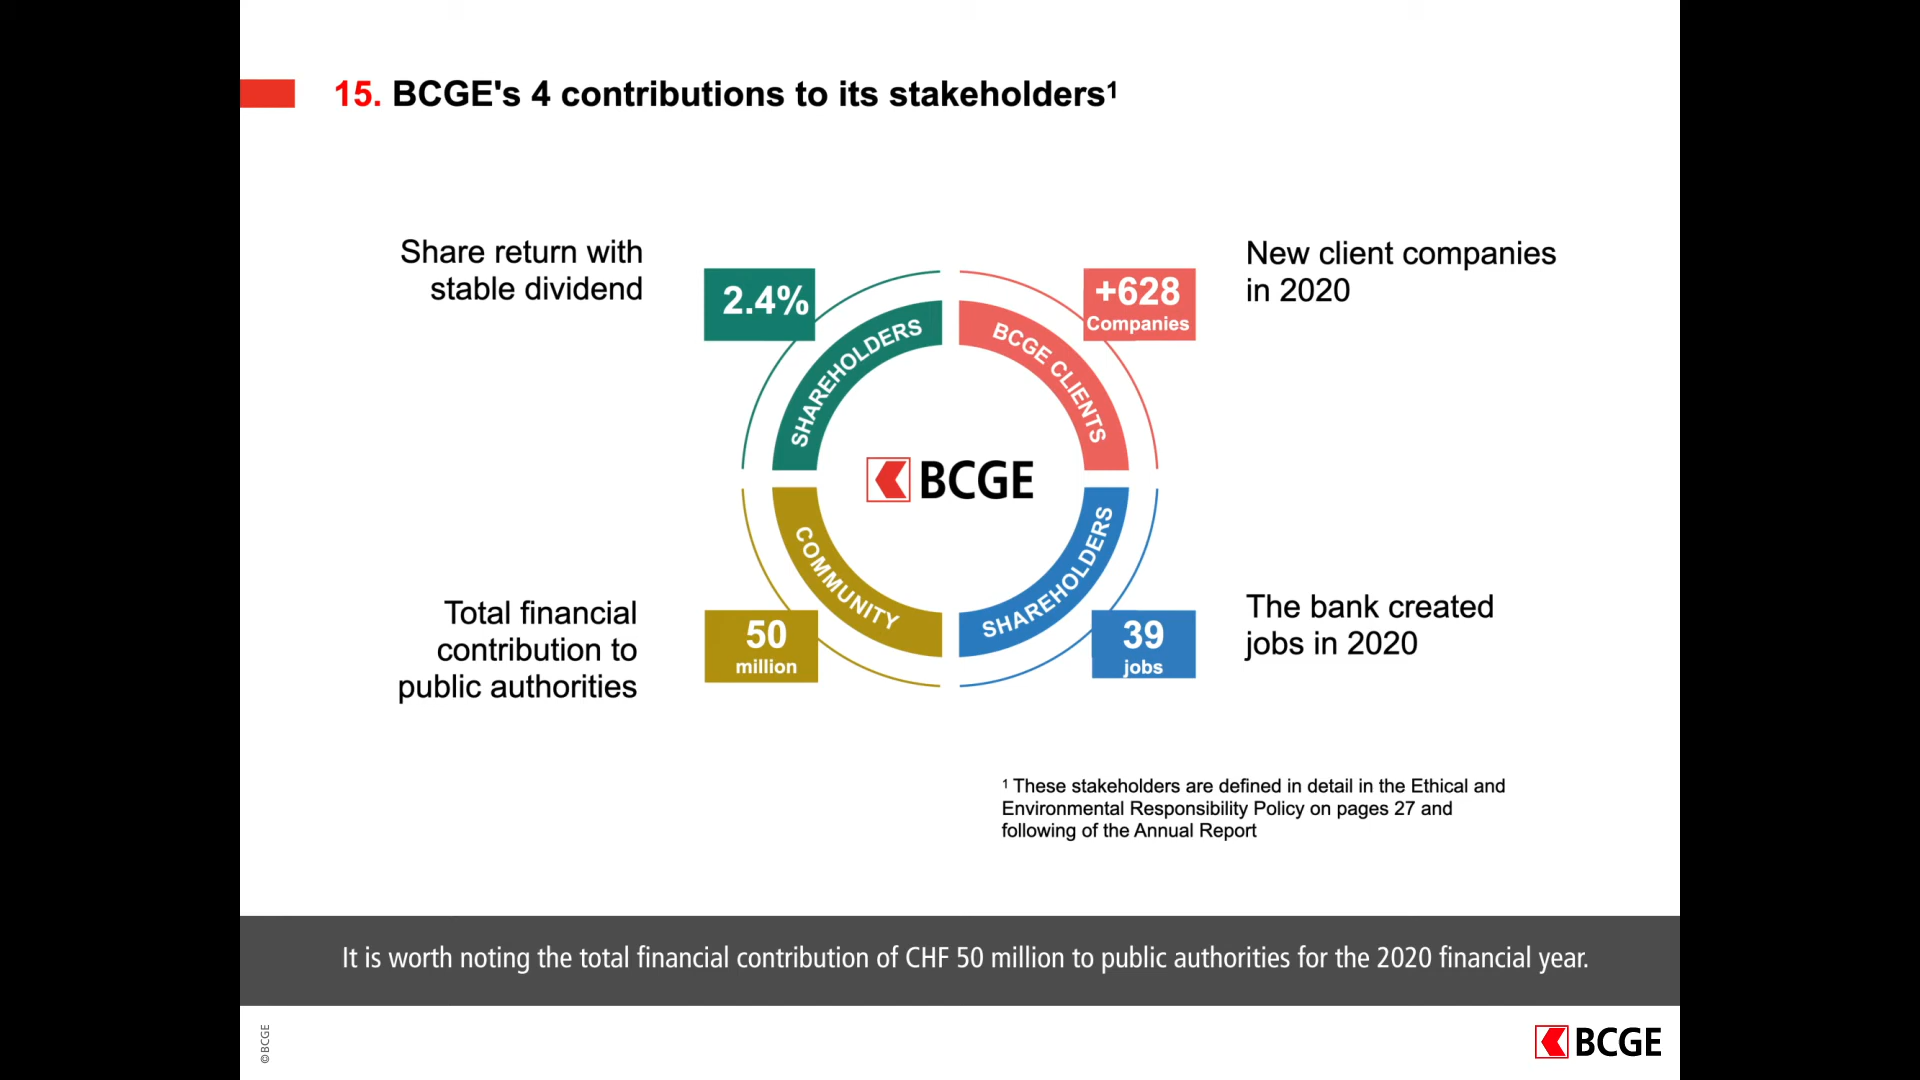 15. BCGE's 4 contributions to its stakeholders¹
Share return with
stable dividend
2.4%
SHAREHOLDERS
+628
Companies
BCGE CLIENTS
New client companies
in 2020
BCGE
Total financial
contribution to
public authorities
50
million
COMMUNITY
SHAREHOLDERS
39
jobs
The bank created
jobs in 2020
¹ These stakeholders are defined in detail in the Ethical and
Environmental Responsibility Policy on pages 27 and
following of the Annual Report
It is worth noting the total financial contribution of CHF 50 million to public authorities for the 2020 financial year.
©BCGE
BCGE